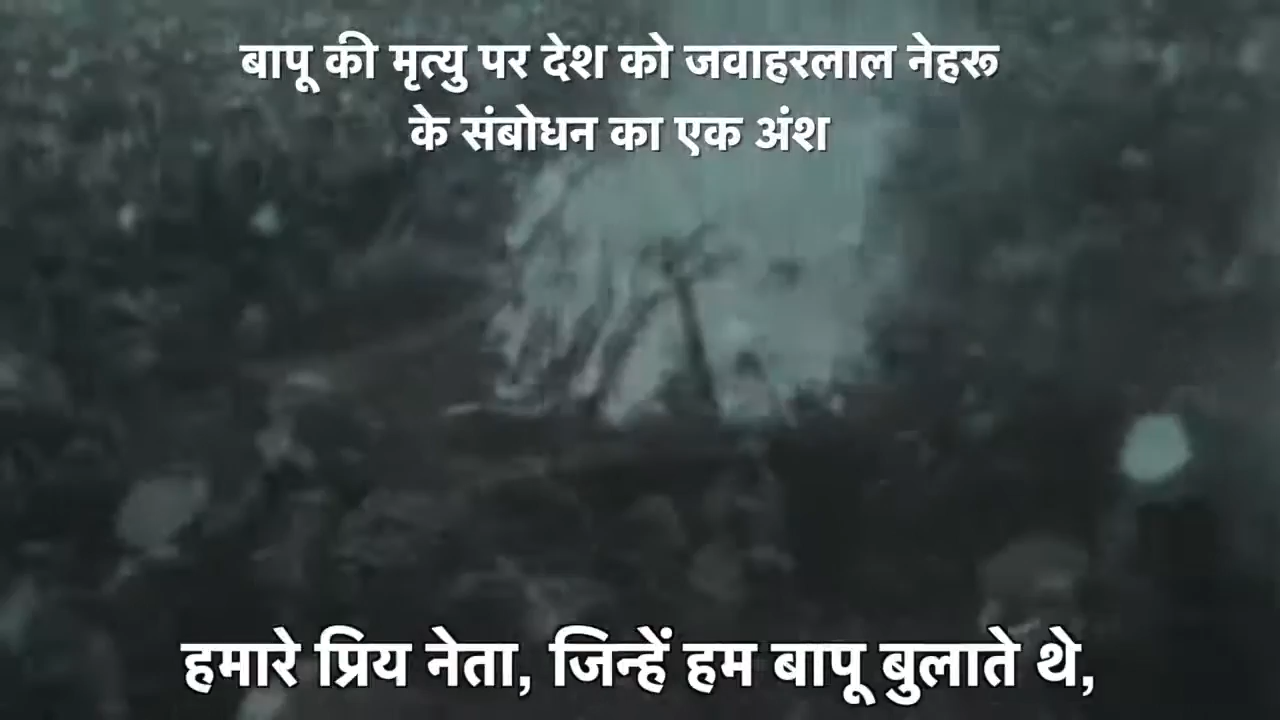 बापू की मृत्यु पर देश को जवाहरलाल नेहरू
के संबोधन का एक अंश
हमारे प्रिय नेता, जिन्हें हम बापू बुलाते थे,